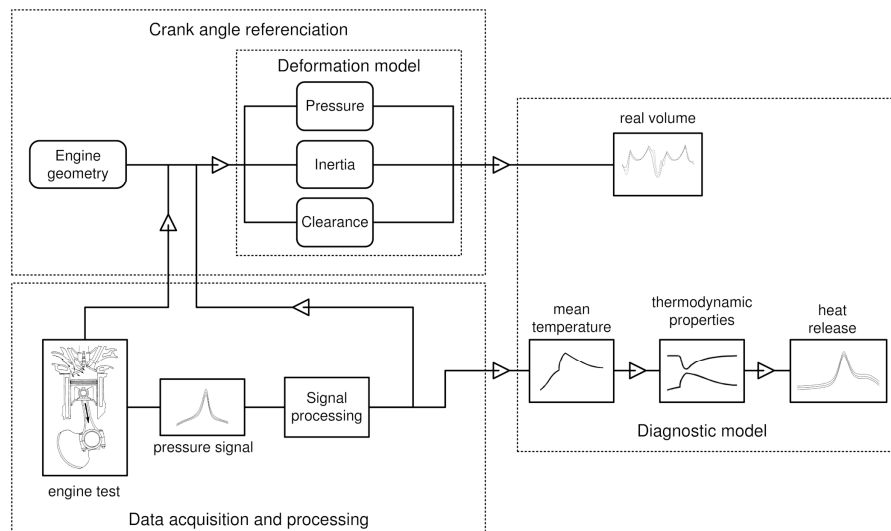 Crank angle referenciation
Deformation model
Pressure
Engine
geometry
Inertia
Clearance
real volume
mean
temperature
thermodynamic
properties
heat
release
Signal
processing
pressure signal
engine test
Diagnostic model
Data acquisition and processing